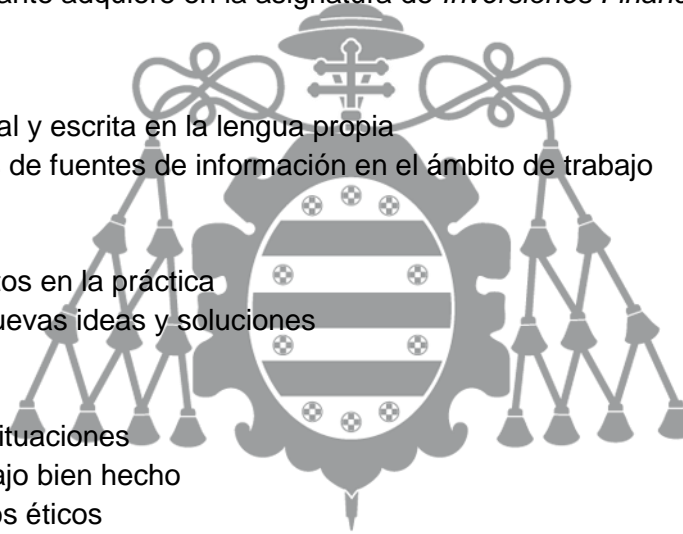 ante adquiere en la asignatura de Inversiones Finan
al y escrita en la lengua propia
de fuentes de información en el ámbito de trabajo
tos en la práctica
uevas ideas y soluciones
ituaciones
ajo bien hecho
os éticos